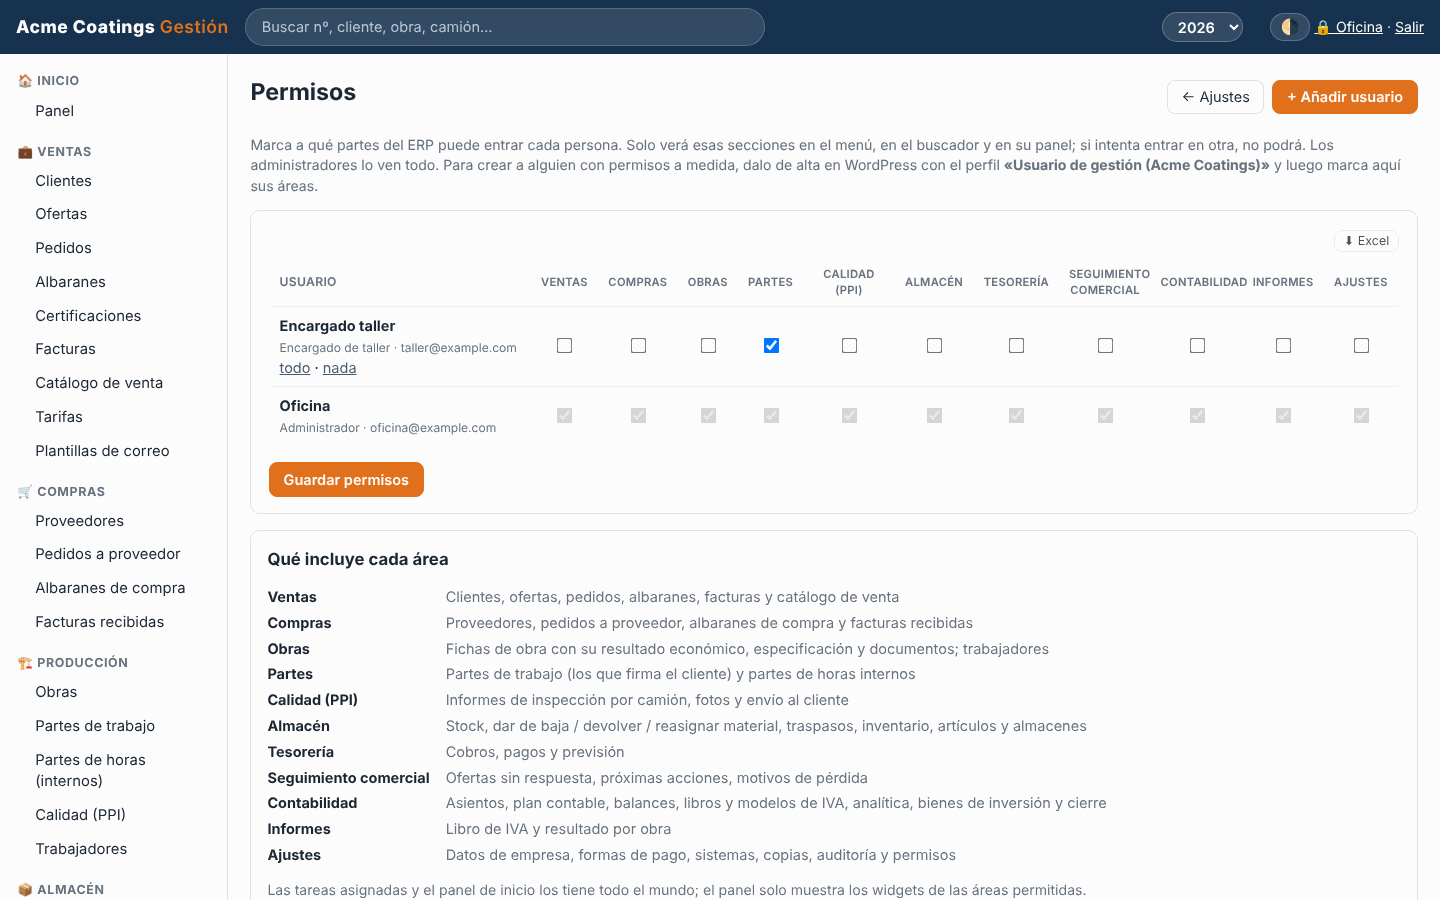 Acme Coatings Gestión
Buscar nº, cliente, obra, camión...
2026
Oficina · Salir
INICIO
Panel
VENTAS
Clientes
Ofertas
Pedidos
Albaranes
Certificaciones
Facturas
Catálogo de venta
Tarifas
Plantillas de correo
COMPRAS
Proveedores
Pedidos a proveedor
Albaranes de compra
Facturas recibidas
PRODUCCIÓN
Obras
Partes de trabajo
Partes de horas
(internos)
Calidad (PPI)
Trabajadores
ALMACÉN
Permisos
← Ajustes
+ Añadir usuario
Marca a qué partes del ERP puede entrar cada persona. Solo verá esas secciones en el menú, en el buscador y en su panel; si intenta entrar en otra, no podrá. Los
administradores lo ven todo. Para crear a alguien con permisos a medida, dalo de alta en WordPress con el perfil «Usuario de gestión (Acme Coatings)» y luego marca aquí
sus áreas.
⬇ Excel
USUARIO VENTAS COMPRAS OBRAS PARTES CALIDAD (PPI) ALMACÉN TESORERÍA SEGUIMIENTO COMERCIAL CONTABILIDAD INFORMES AJUSTES
Encargado taller
Encargado de taller · taller@example.com
todo · nada
Oficina
Administrador · oficina@example.com
Guardar permisos
Qué incluye cada área
Ventas Clientes, ofertas, pedidos, albaranes, facturas y catálogo de venta
Compras Proveedores, pedidos a proveedor, albaranes de compra y facturas recibidas
Obras Fichas de obra con su resultado económico, especificación y documentos; trabajadores
Partes Partes de trabajo (los que firma el cliente) y partes de horas internos
Calidad (PPI) Informes de inspección por camión, fotos y envío al cliente
Almacén Stock, dar de baja / devolver / reasignar material, traspasos, inventario, artículos y almacenes
Tesorería Cobros, pagos y previsión
Seguimiento comercial Ofertas sin respuesta, próximas acciones, motivos de pérdida
Contabilidad Asientos, plan contable, balances, libros y modelos de IVA, analítica, bienes de inversión y cierre
Informes Libro de IVA y resultado por obra
Ajustes Datos de empresa, formas de pago, sistemas, copias, auditoría y permisos
Las tareas asignadas y el panel de inicio los tiene todo el mundo; el panel solo muestra los widgets de las áreas permitidas.